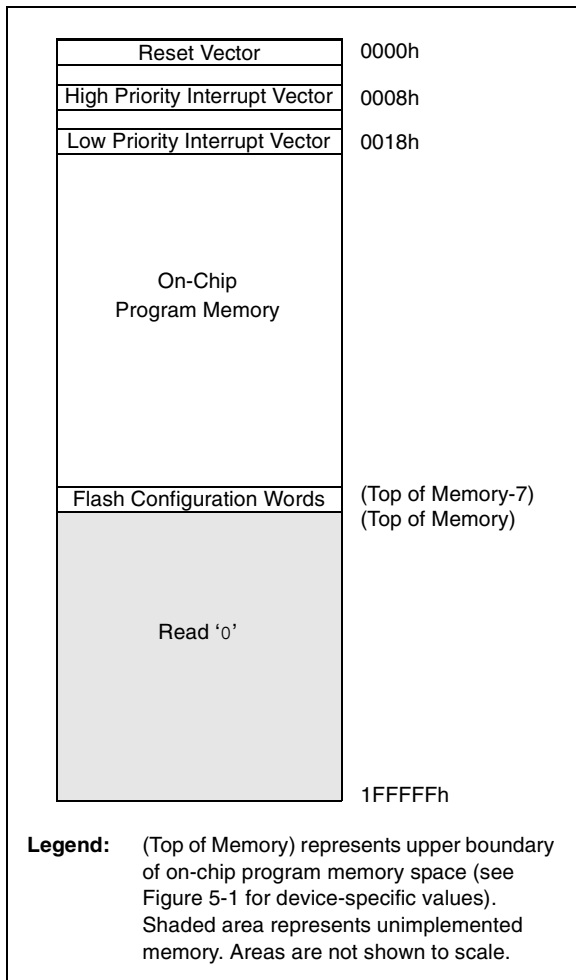 Reset Vector 0000h
High Priority Interrupt Vector 0008h
Low Priority Interrupt Vector 0018h
On-Chip
Program Memory
Flash Configuration Words (Top of Memory-7)
(Top of Memory)
Read ‘0’
1FFFFFh
Legend: (Top of Memory) represents upper boundary
of on-chip program memory space (see
Figure 5-1 for device-specific values).
Shaded area represents unimplemented
memory. Areas are not shown to scale.